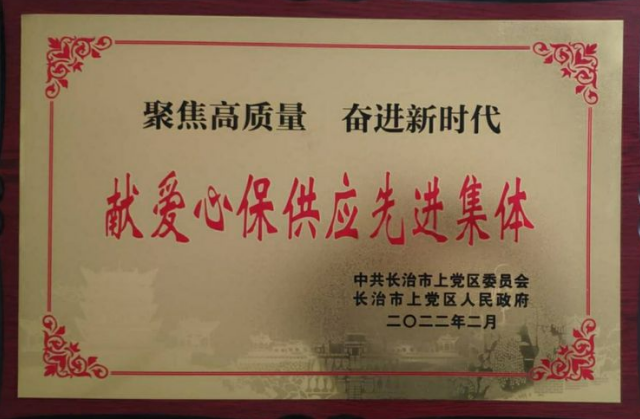 聚焦高质量 奋进新时代
献爱心保供应先进集体
中共长治市上党区委员会
长治市上党区人民政府
二〇二二年二月